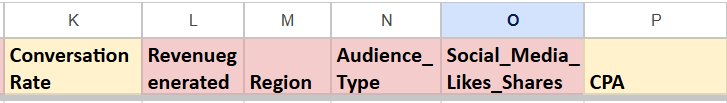 K L M N O P
Conversation Revenueg Audience_ Social_Media_
Rate enerated Region Type Likes_Shares CPA